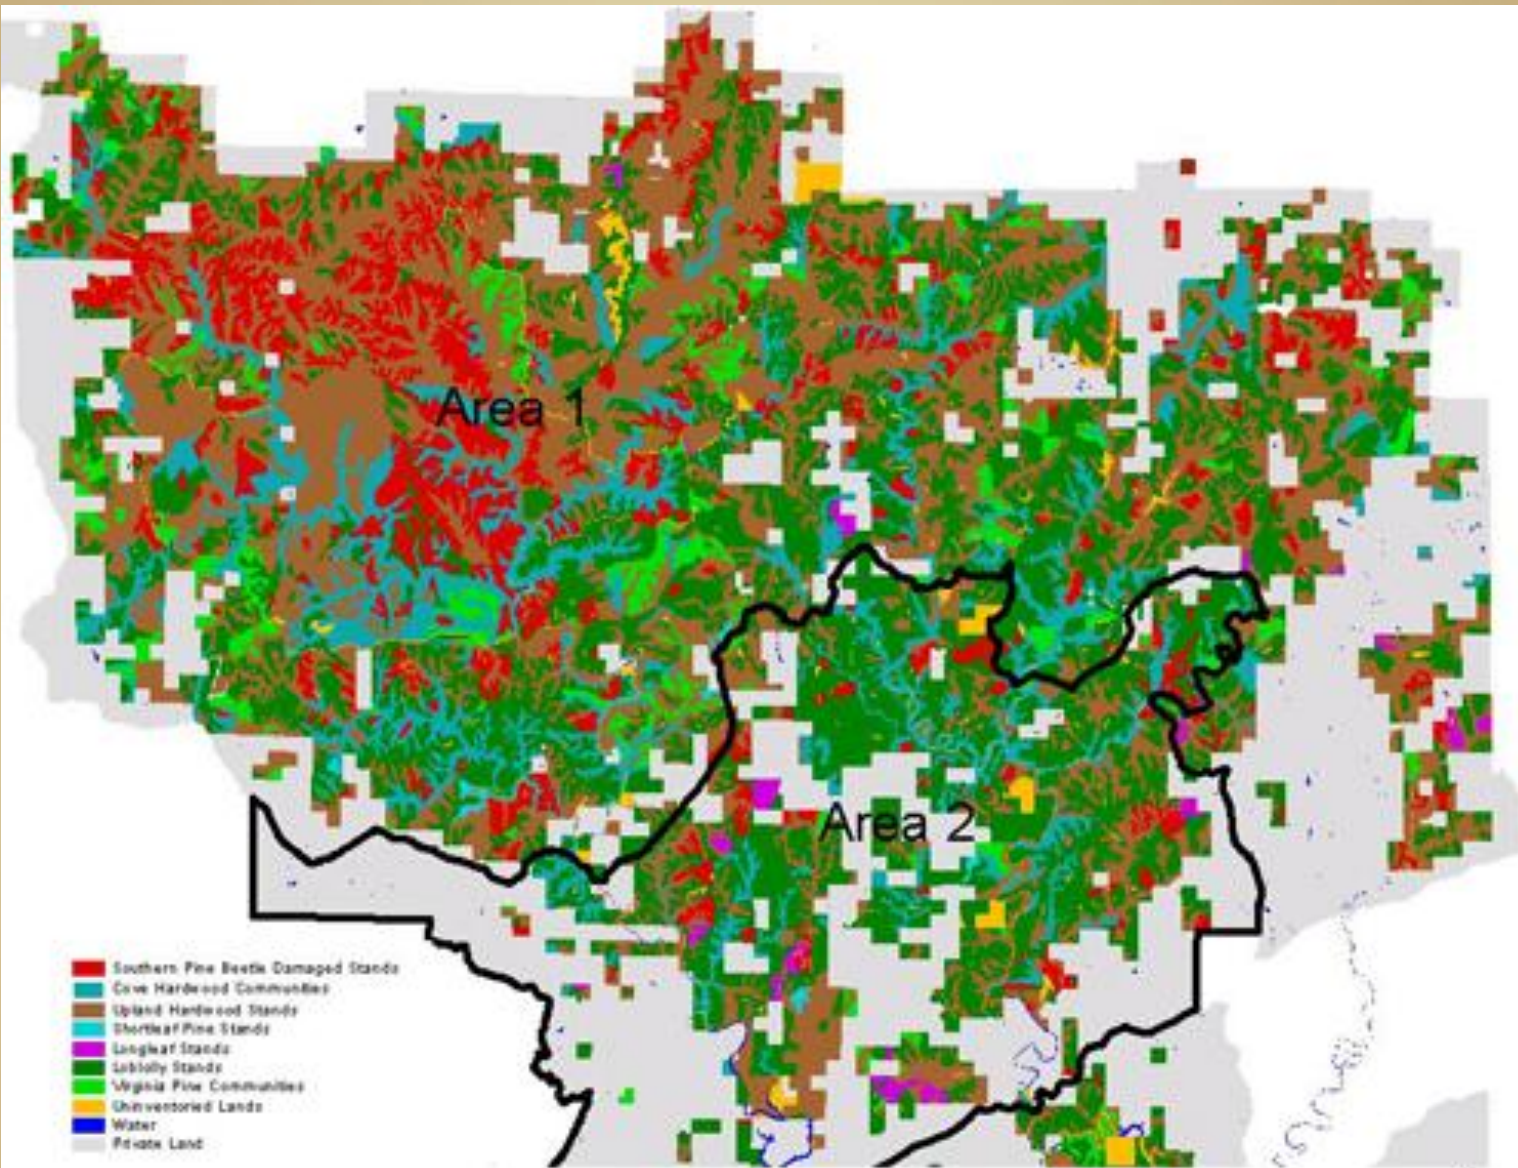 Area 1
Area 2
Southern Pine Beetle Damaged Stands
Cove Hardwood Communities
Upland Hardwood Stands
Shortleaf Pine Stands
Longleaf Stands
Loblolly Stands
Virginia Pine Communities
Uninventoried Lands
Water
Private Land